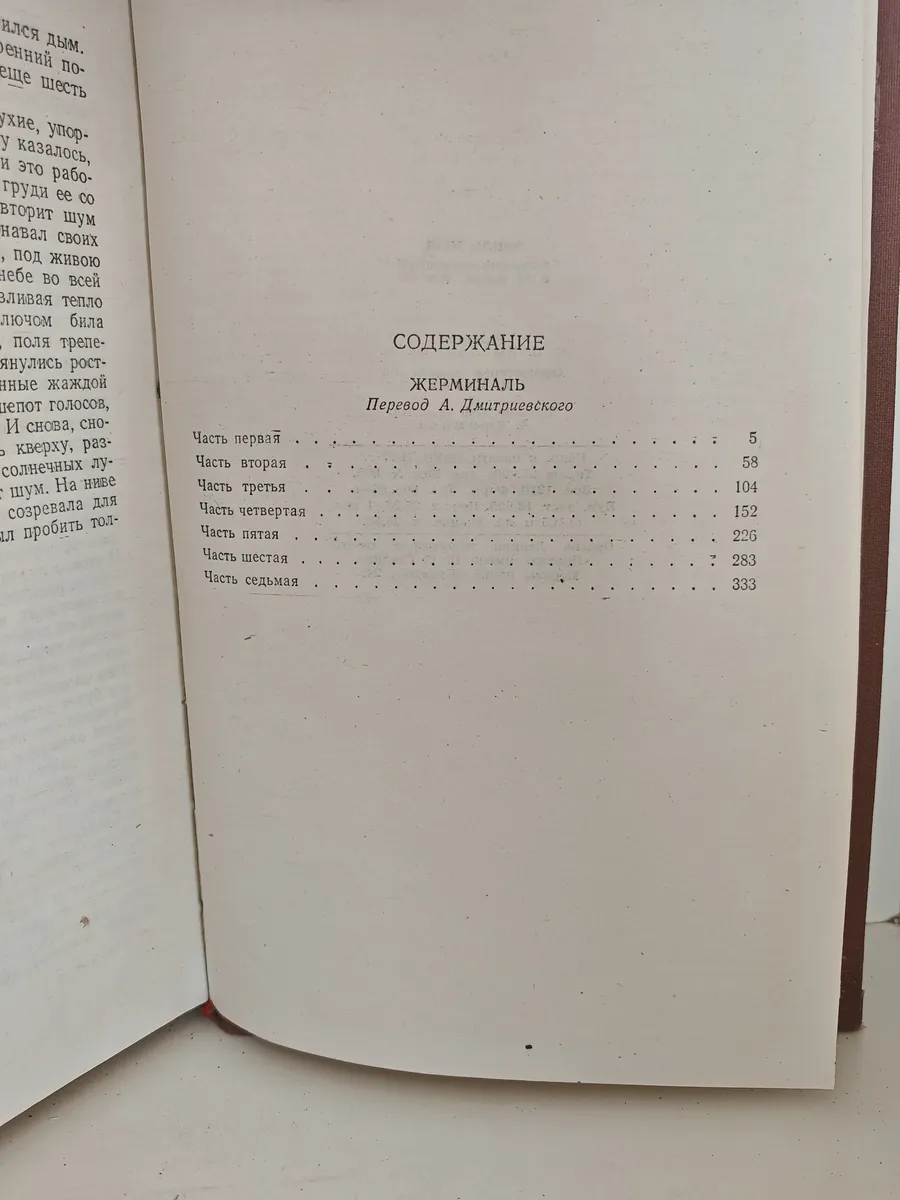 ился дым.
ренний по-
еще шесть
ухие, упор-
у казалось,
и это рабо-
груди ее со
вторит шум
навал своих
, под живою
небе во всей
зливая тепло
лючом била
, поля трепе-
янулись рост-
нные жаждой
шепот голосов,
И снова, сно-
ь кверху, раз-
солнечных лу-
т шум. На ниве
созревала для
ыл пробить тол-
СОДЕРЖАНИЕ
ЖЕРМИНАЛЬ
Перевод А. Дмитриевского
Часть первая . . . . . . . . . . . . . . . . . . 5
Часть вторая . . . . . . . . . . . . . . . . . . 58
Часть третья . . . . . . . . . . . . . . . . . . 104
Часть четвертая . . . . . . . . . . . . . . . . . 152
Часть пятая . . . . . . . . . . . . . . . . . . 226
Часть шестая . . . . . . . . . . . . . . . . . . 283
Часть седьмая . . . . . . . . . . . . . . . . . 333